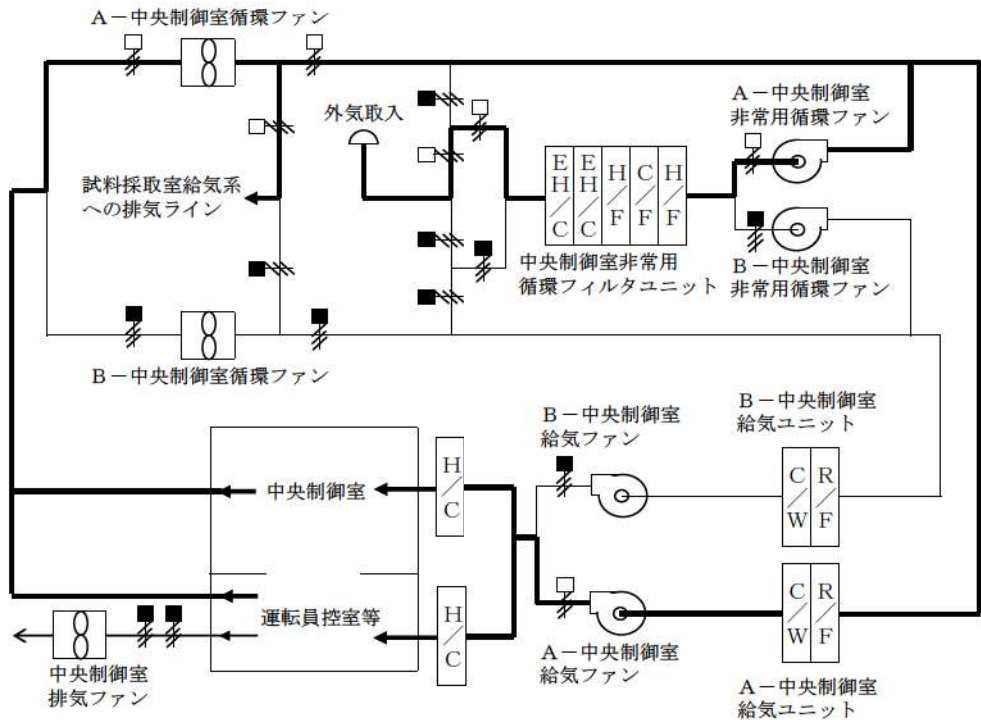 A－中央制御室循環ファン
外気取入
A－中央制御室
非常用循環ファン
試料採取室給気系
への排気ライン
EH/C
EH/C
H/F
C/F
H/F
中央制御室非常用
循環フィルタユニット
B－中央制御室
非常用循環ファン
B－中央制御室循環ファン
B－中央制御室
給気ファン
B－中央制御室
給気ユニット
中央制御室
H/C
C/W
R/F
運転員控室等
H/C
C/W
R/F
中央制御室
排気ファン
A－中央制御室
給気ファン
A－中央制御室
給気ユニット